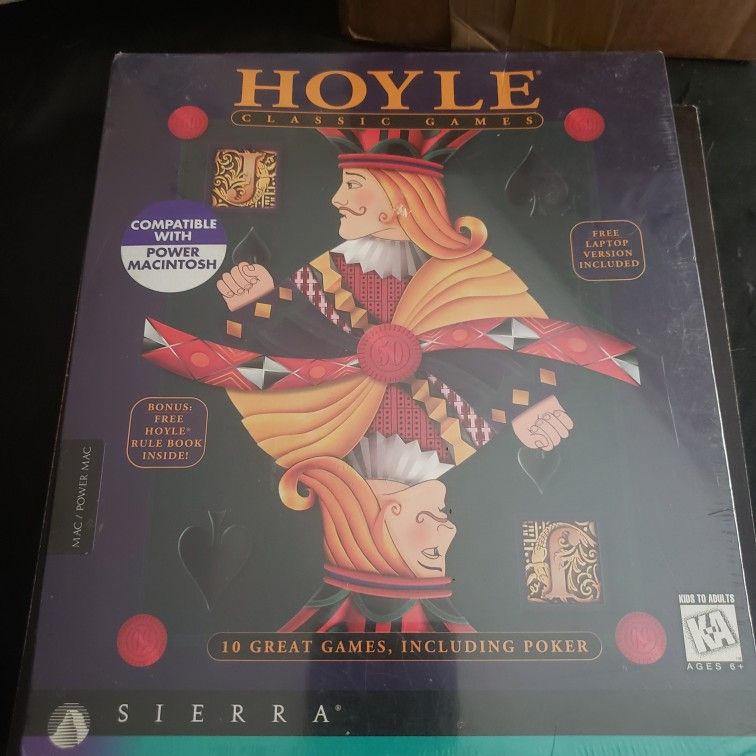 HOYLE®
CLASSIC GAMES
J
COMPATIBLE
WITH
POWER
MACINTOSH
FREE
LAPTOP
VERSION
INCLUDED
50
BONUS:
FREE
HOYLE®
RULE BOOK
INSIDE!
MAC / POWER MAC
J
KIDS TO ADULTS
K-A
AGES 6+
10 GREAT GAMES, INCLUDING POKER
SIERRA®